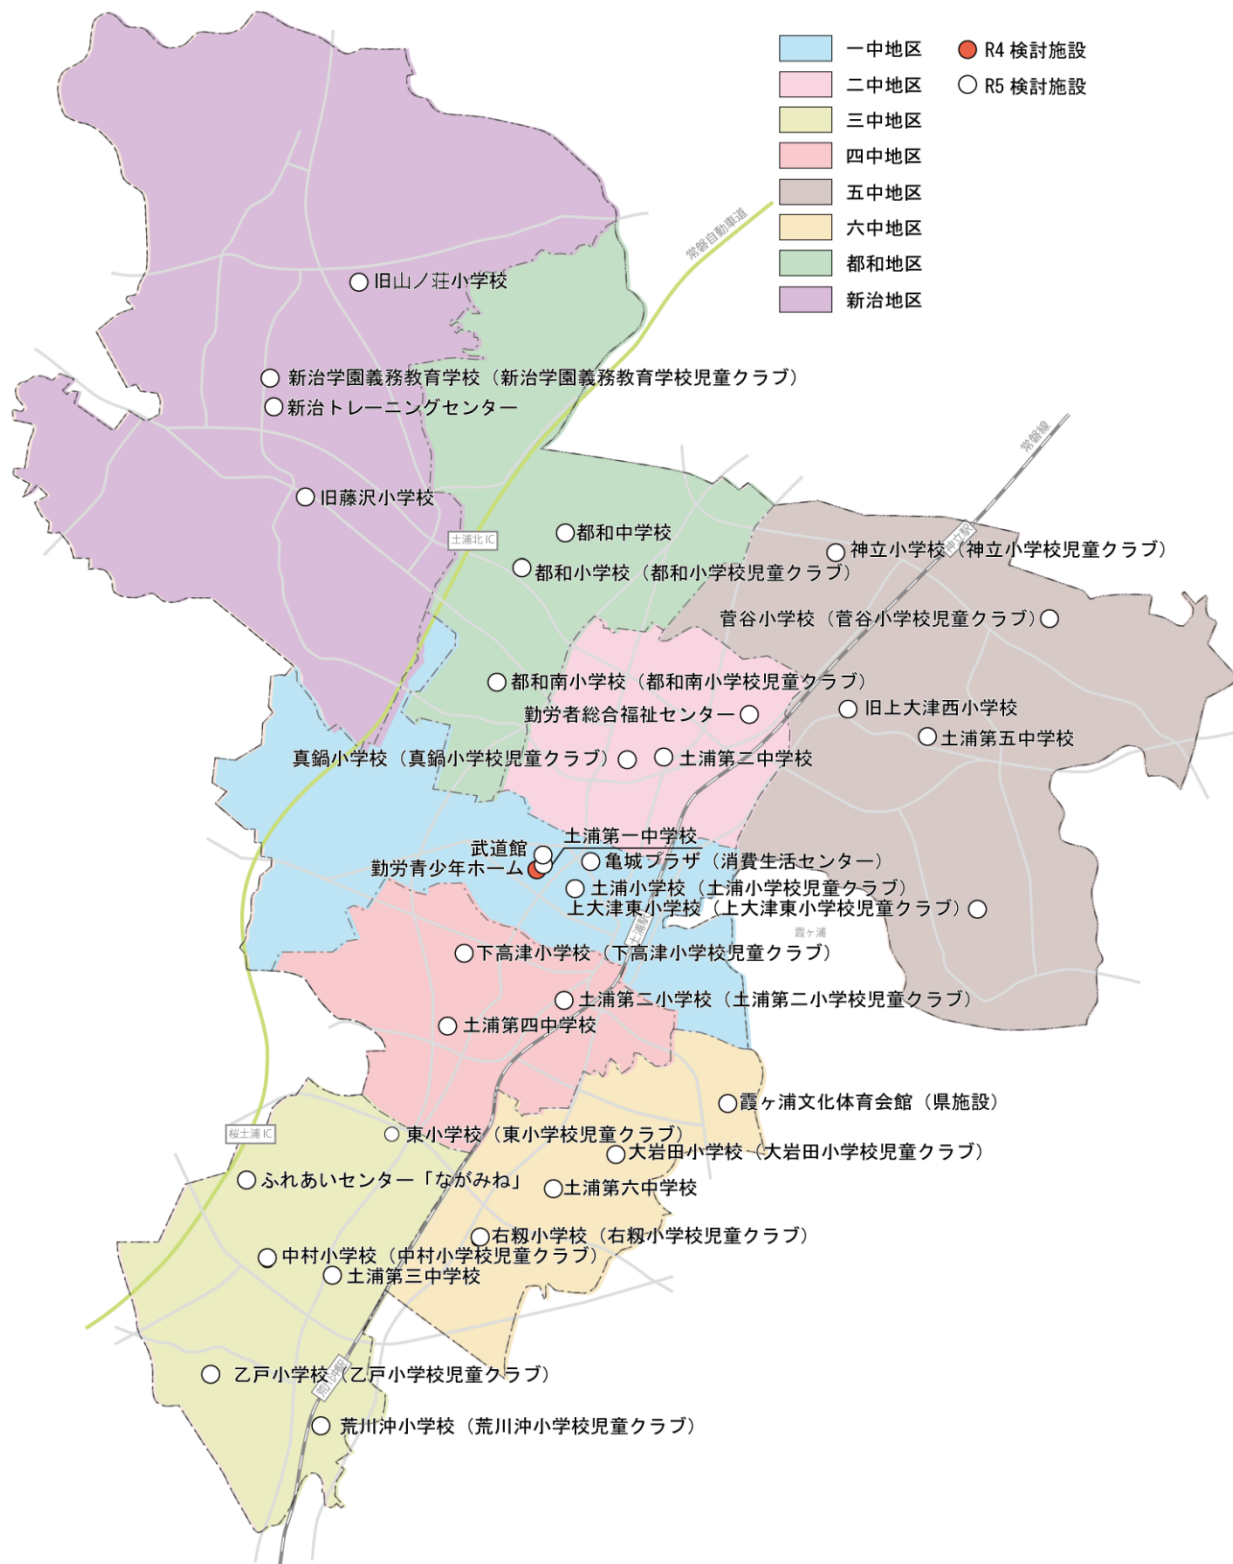 一中地区
R4 検討施設
二中地区
R5 検討施設
三中地区
四中地区
五中地区
六中地区
都和地区
新治地区
常磐自動車道
旧山ノ荘小学校
新治学園義務教育学校（新治学園義務教育学校児童クラブ）
新治トレーニングセンター
常磐線
旧藤沢小学校
土浦北 IC
都和中学校
神立駅
神立小学校（神立小学校児童クラブ）
都和小学校（都和小学校児童クラブ）
菅谷小学校（菅谷小学校児童クラブ）
都和南小学校（都和南小学校児童クラブ）
勤労者総合福祉センター
旧上大津西小学校
土浦第五中学校
真鍋小学校（真鍋小学校児童クラブ）
土浦第二中学校
土浦第一中学校
武道館
勤労青少年ホーム
亀城プラザ（消費生活センター）
土浦小学校（土浦小学校児童クラブ）
上大津東小学校（上大津東小学校児童クラブ）
土浦駅
霞ヶ浦
下高津小学校（下高津小学校児童クラブ）
土浦第二小学校（土浦第二小学校児童クラブ）
土浦第四中学校
霞ヶ浦文化体育会館（県施設）
桜土浦 IC
東小学校（東小学校児童クラブ）
大岩田小学校（大岩田小学校児童クラブ）
ふれあいセンター「ながみね」
土浦第六中学校
右籾小学校（右籾小学校児童クラブ）
中村小学校（中村小学校児童クラブ）
土浦第三中学校
荒川沖駅
乙戸小学校（乙戸小学校児童クラブ）
荒川沖小学校（荒川沖小学校児童クラブ）